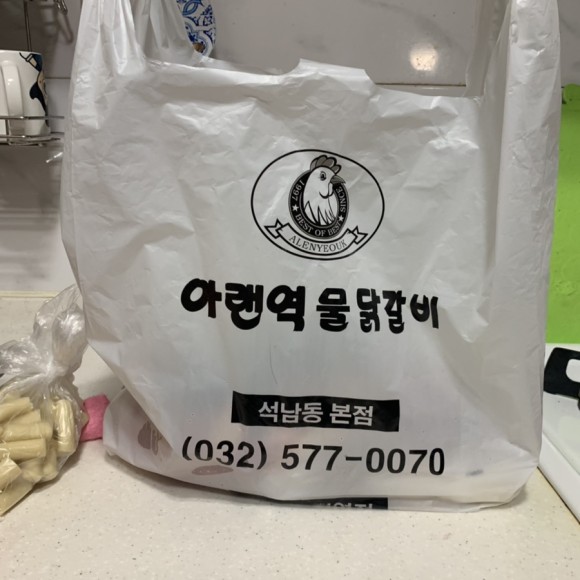 1997 ★ BEST OF BEST ★ SINCE
ALENYEOUK
아랜역 물닭갈비
석남동 본점
(032) 577-0070